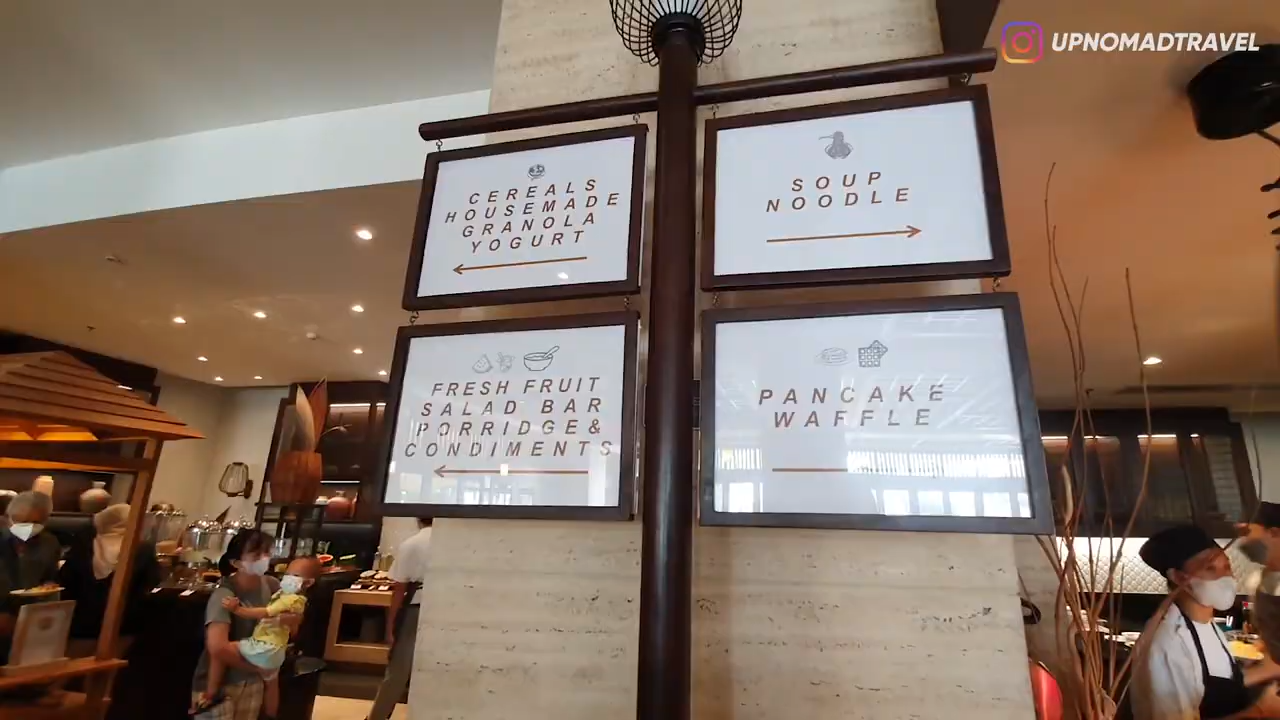 UPNOMADTRAVEL
CEREALS
HOUSEMADE
GRANOLA
YOGURT
SOUP
NOODLE
FRESH FRUIT
SALAD BAR
PORRIDGE&
CONDIMENTS
PANCAKE
WAFFLE